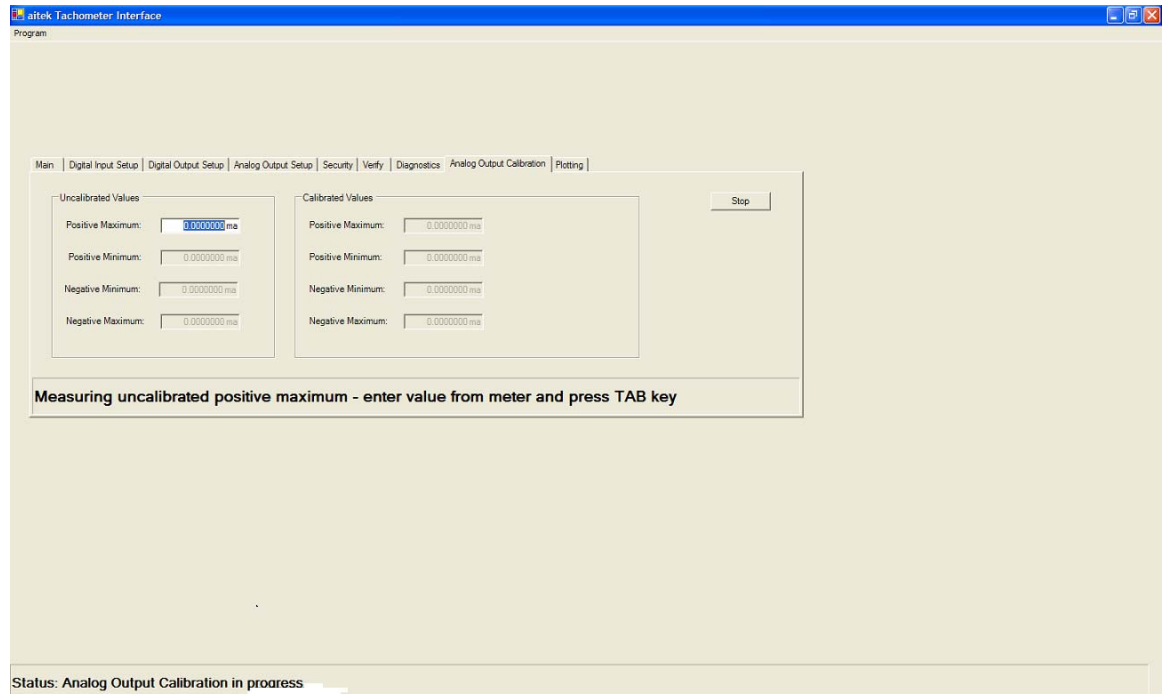 aitek Tachometer Interface
Program
Main Digital Input Setup Digital Output Setup Analog Output Setup Security Verify Diagnostics Analog Output Calibration Plotting
Uncalibrated Values
Positive Maximum: 0.0000000 ma
Positive Minimum: 0.0000000 ma
Negative Minimum: 0.0000000 ma
Negative Maximum: 0.0000000 ma
Calibrated Values
Positive Maximum: 0.0000000 ma
Positive Minimum: 0.0000000 ma
Negative Minimum: 0.0000000 ma
Negative Maximum: 0.0000000 ma
Stop
Measuring uncalibrated positive maximum - enter value from meter and press TAB key
Status: Analog Output Calibration in progress